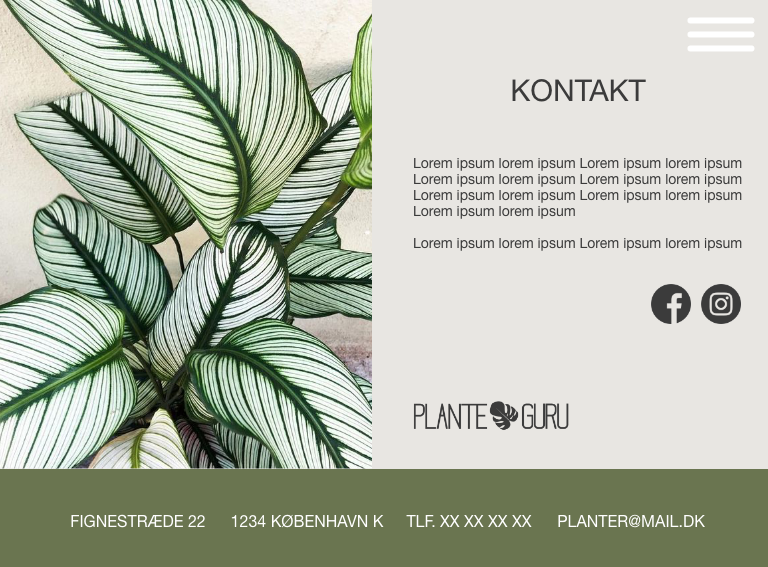 KONTAKT
Lorem ipsum lorem ipsum Lorem ipsum lorem ipsum
Lorem ipsum lorem ipsum Lorem ipsum lorem ipsum
Lorem ipsum lorem ipsum Lorem ipsum lorem ipsum
Lorem ipsum lorem ipsum
Lorem ipsum lorem ipsum Lorem ipsum lorem ipsum
PLANTE GURU
FIGNESTRÆDE 22 1234 KØBENHAVN K TLF. XX XX XX XX PLANTER@MAIL.DK